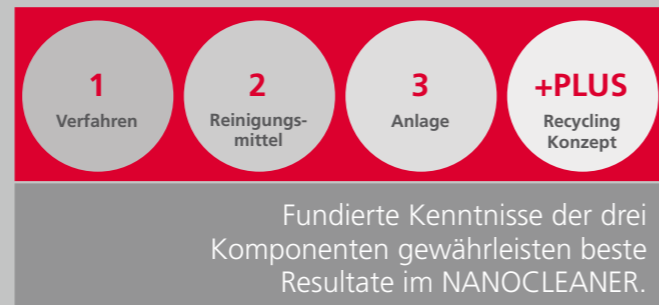 1
Verfahren
2
Reinigungs-
mittel
3
Anlage
+PLUS
Recycling
Konzept
Fundierte Kenntnisse der drei
Komponenten gewährleisten beste
Resultate im NANOCLEANER.